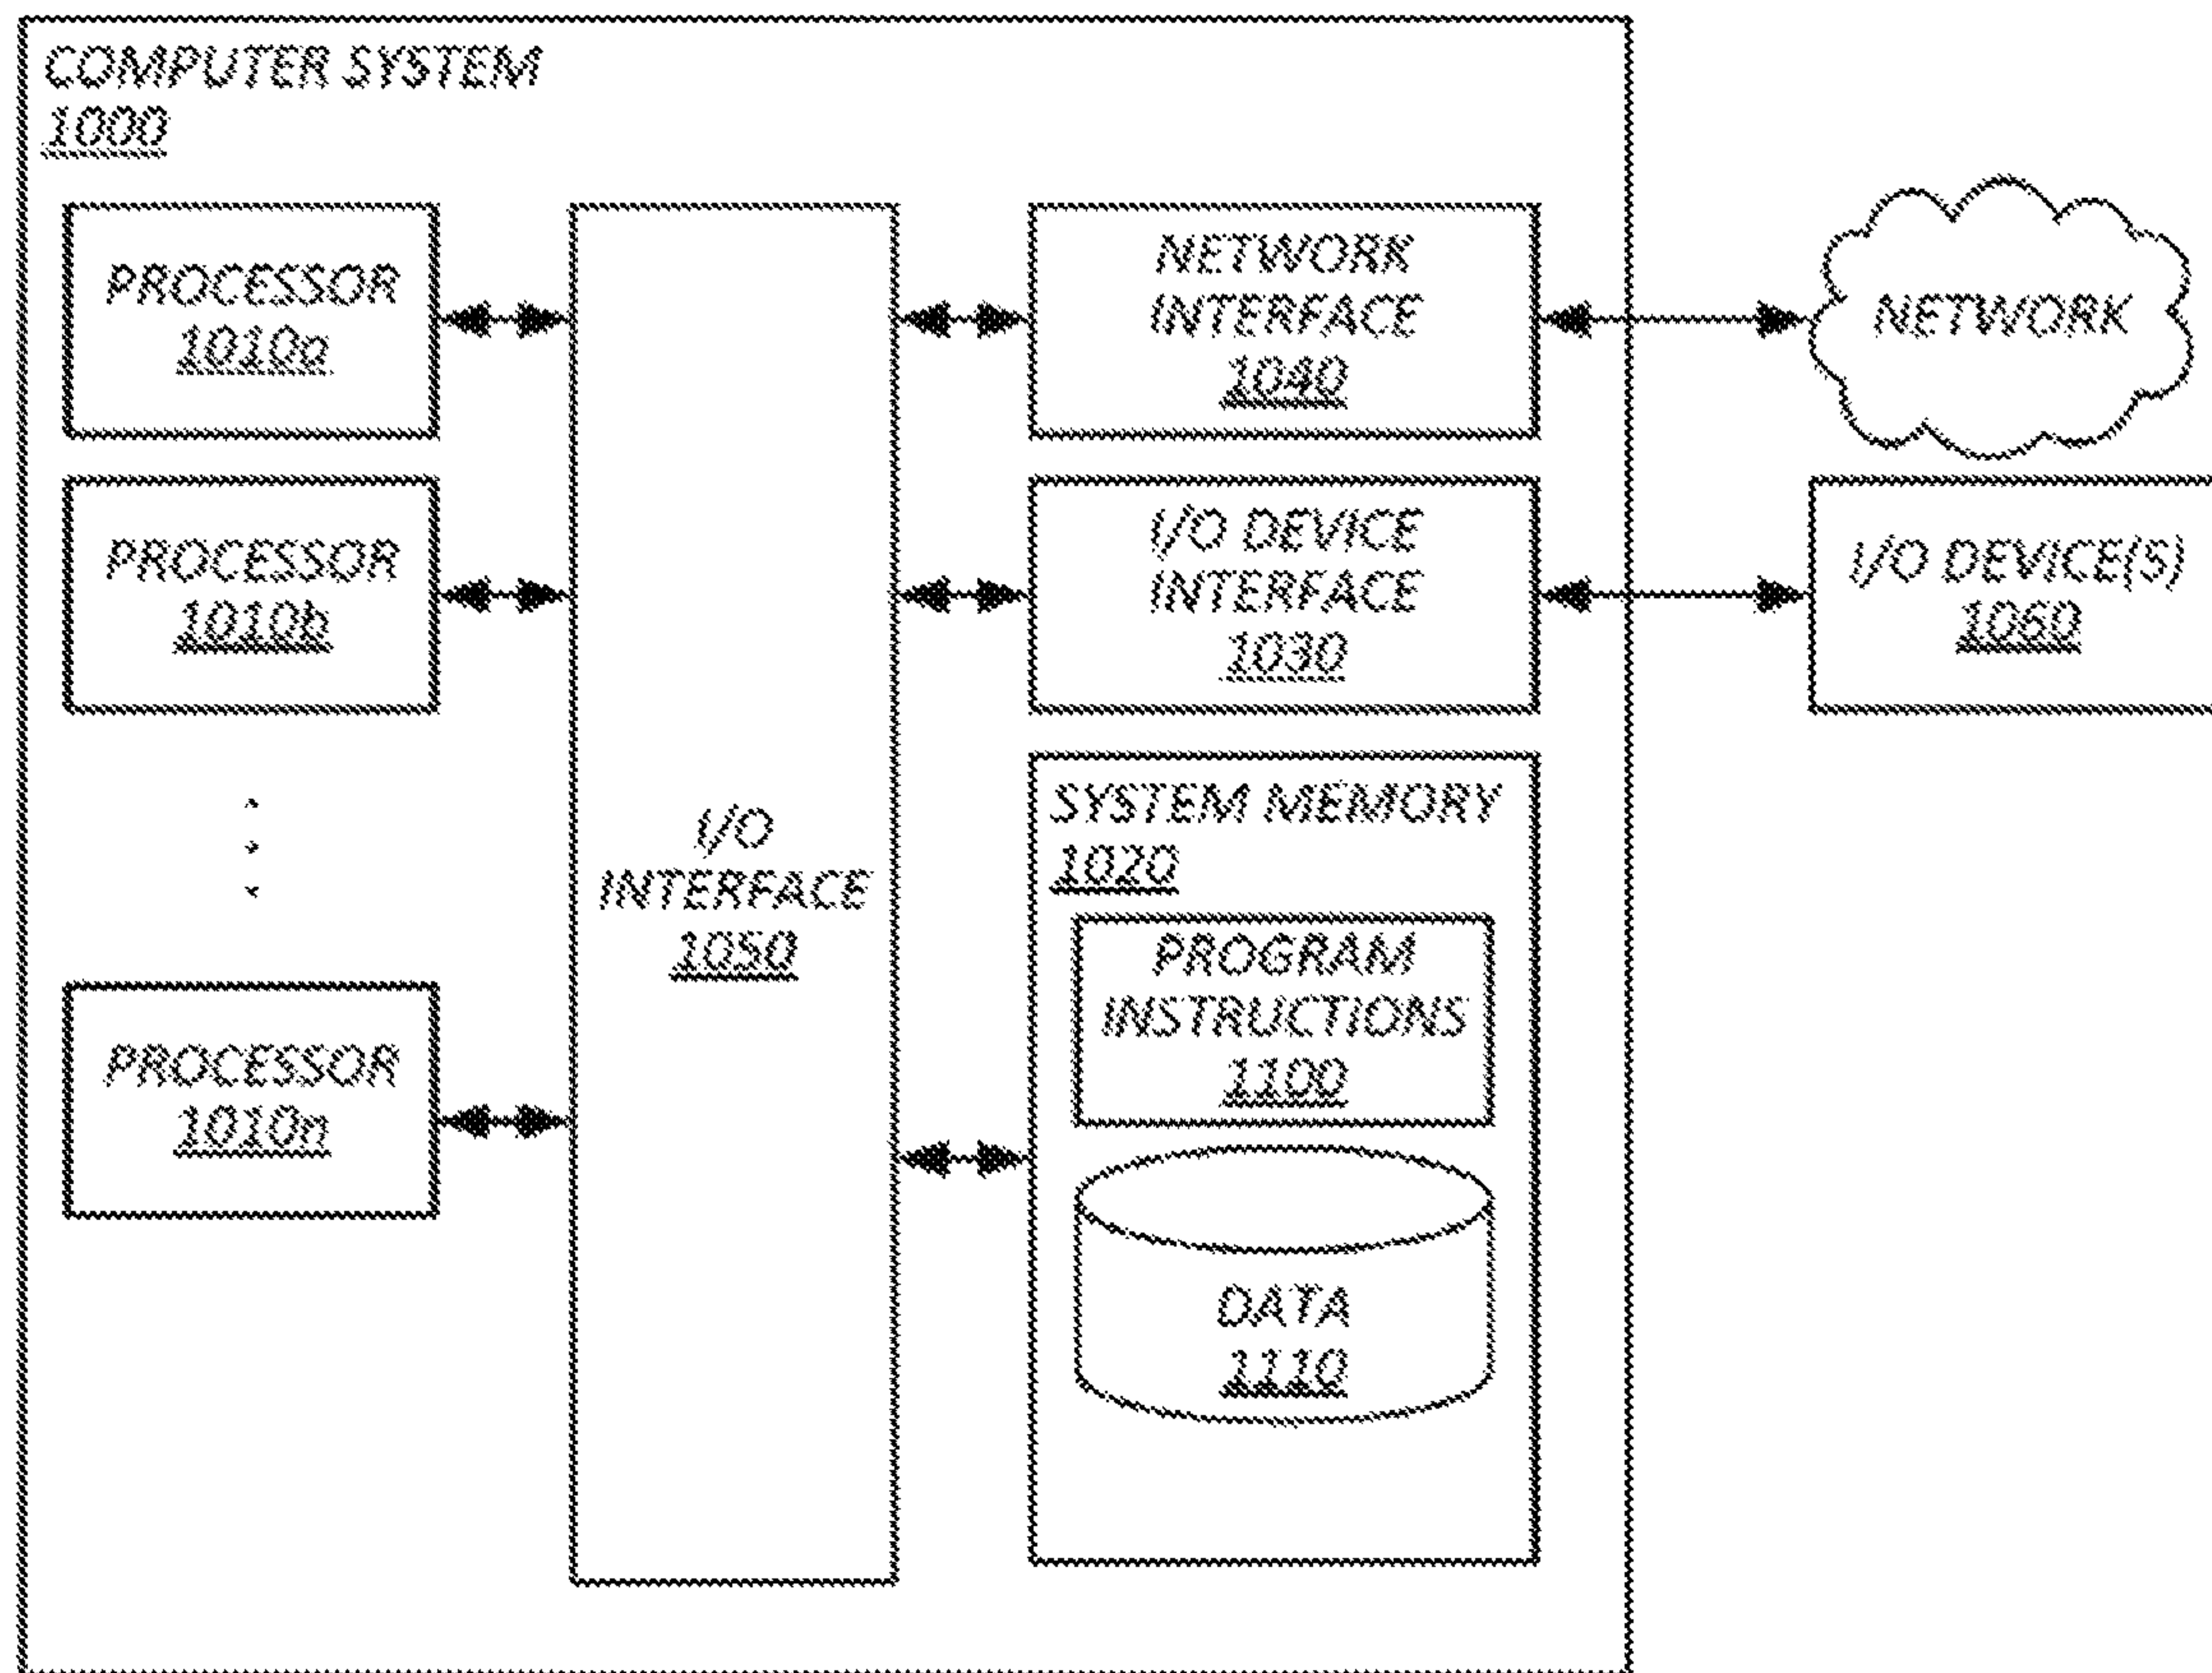 COMPUTER SYSTEM
1000
PROCESSOR
1010a
PROCESSOR
1010b
PROCESSOR
1010n
I/O
INTERFACE
1050
NETWORK
INTERFACE
1040
I/O DEVICE
INTERFACE
1030
SYSTEM MEMORY
1020
PROGRAM
INSTRUCTIONS
1100
DATA
1110
NETWORK
I/O DEVICE(S)
1060